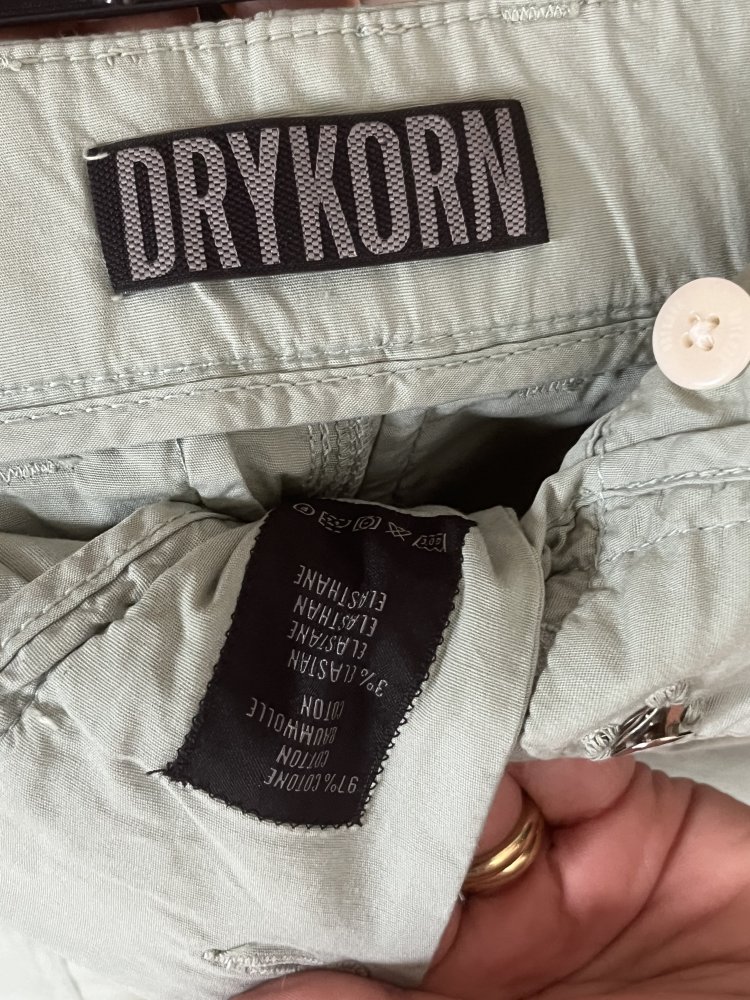 DRYKORN
97% COTONE
COTTON
BAUMWOLLE
COTON
3% ELASTAN
ELASTANE
ELASTHAN
ELASTHANE